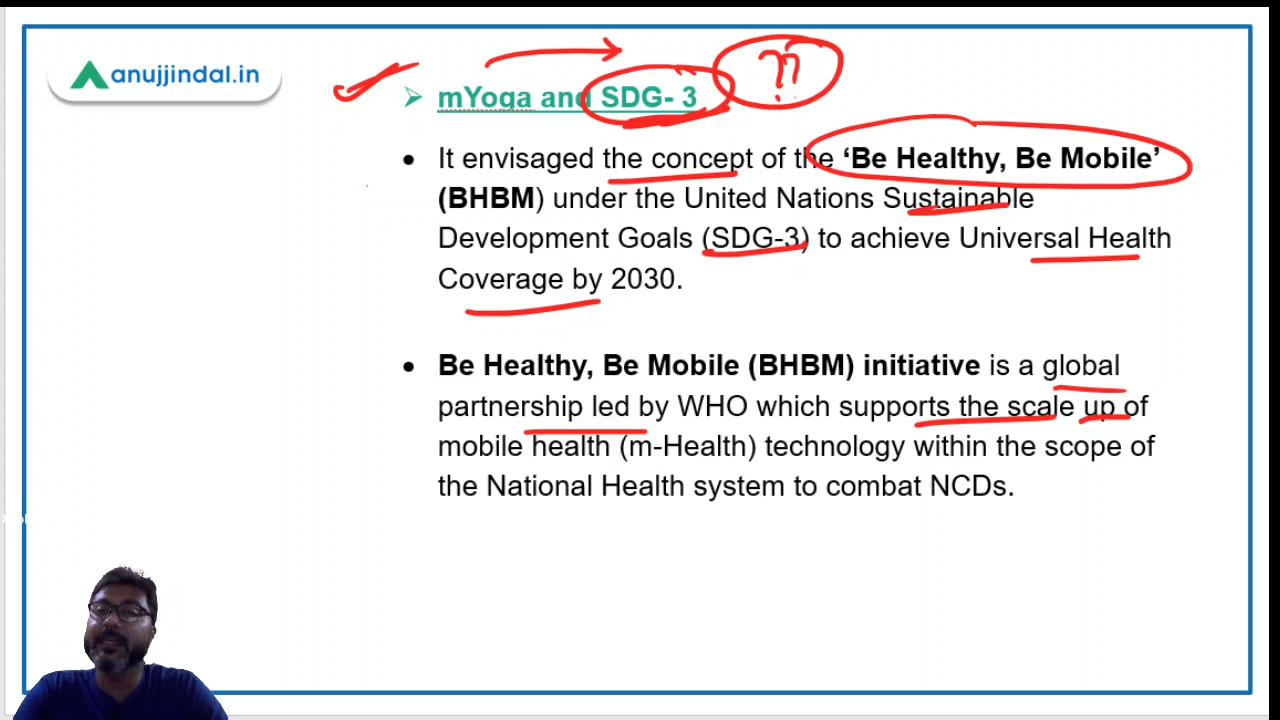 anujjindal.in
??
➢ mYoga and SDG- 3
• It envisaged the concept of the ‘Be Healthy, Be Mobile’
(BHBM) under the United Nations Sustainable
Development Goals (SDG-3) to achieve Universal Health
Coverage by 2030.
• Be Healthy, Be Mobile (BHBM) initiative is a global
partnership led by WHO which supports the scale up of
mobile health (m-Health) technology within the scope of
the National Health system to combat NCDs.